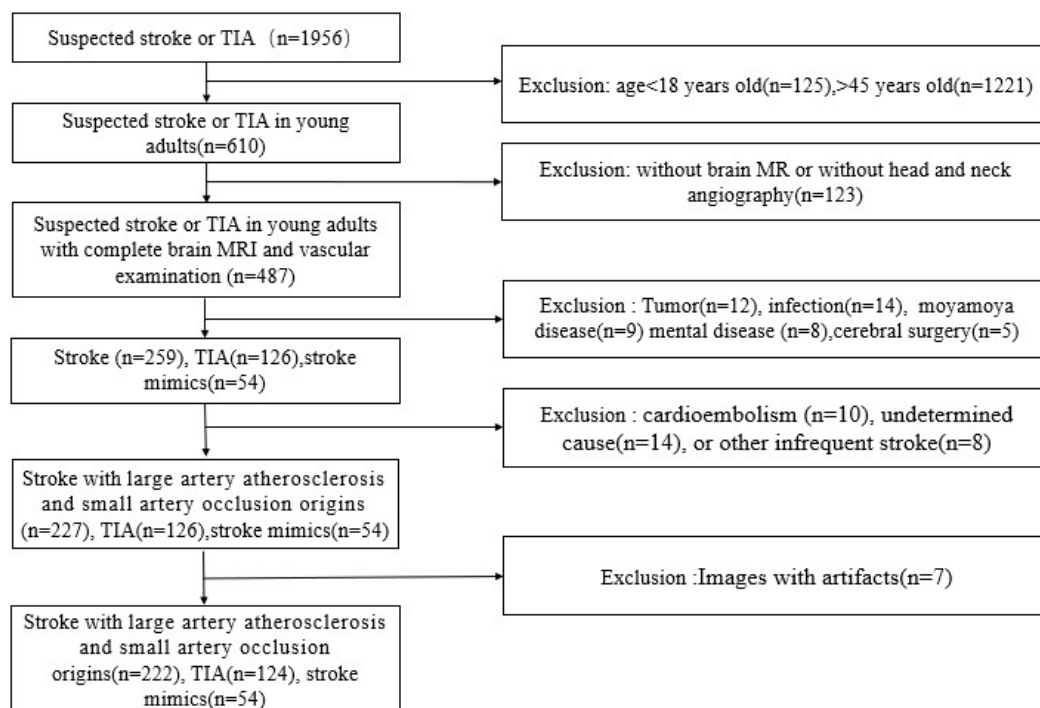 Suspected stroke or TIA（n=1956）
Exclusion: age<18 years old(n=125),>45 years old(n=1221)
Suspected stroke or TIA in young
adults(n=610)
Exclusion: without brain MR or without head and neck
angiography(n=123)
Suspected stroke or TIA in young adults
with complete brain MRI and vascular
examination (n=487)
Exclusion : Tumor(n=12), infection(n=14), moyamoya
disease(n=9) mental disease (n=8),cerebral surgery(n=5)
Stroke (n=259), TIA(n=126),stroke
mimics(n=54)
Exclusion : cardioembolism (n=10), undetermined
cause(n=14), or other infrequent stroke(n=8)
Stroke with large artery atherosclerosis
and small artery occlusion origins
(n=227), TIA(n=126),stroke mimics(n=54)
Exclusion :Images with artifacts(n=7)
Stroke with large artery atherosclerosis
and small artery occlusion
origins(n=222), TIA(n=124), stroke
mimics(n=54)